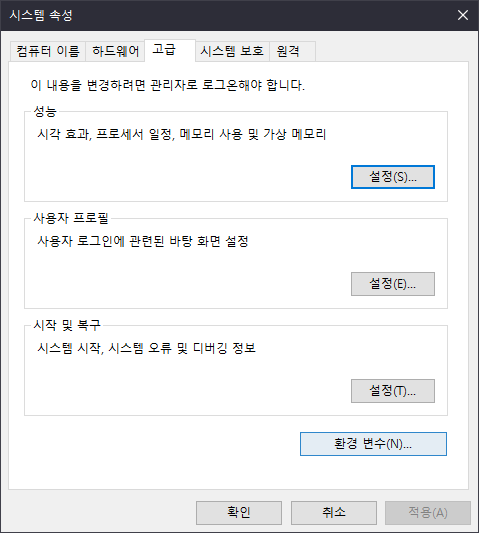 시스템 속성
컴퓨터 이름 하드웨어 고급 시스템 보호 원격
이 내용을 변경하려면 관리자로 로그온해야 합니다.
성능
시각 효과, 프로세서 일정, 메모리 사용 및 가상 메모리
설정(S)...
사용자 프로필
사용자 로그인에 관련된 바탕 화면 설정
설정(E)...
시작 및 복구
시스템 시작, 시스템 오류 및 디버깅 정보
설정(T)...
환경 변수(N)...
확인 취소 적용(A)